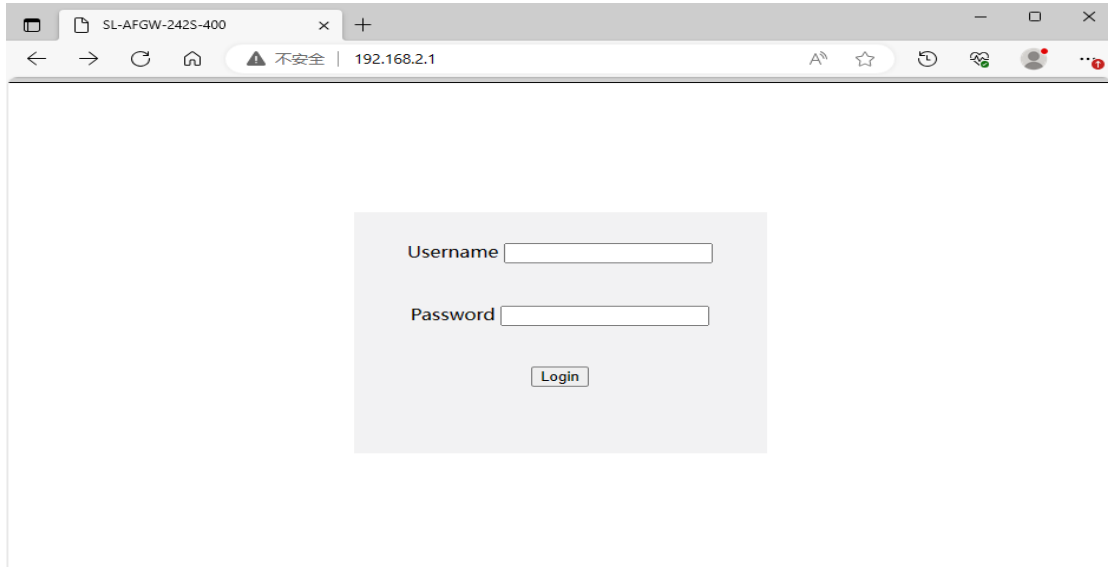 SL-AFGW-242S-400
不安全 192.168.2.1
Username
Password
Login